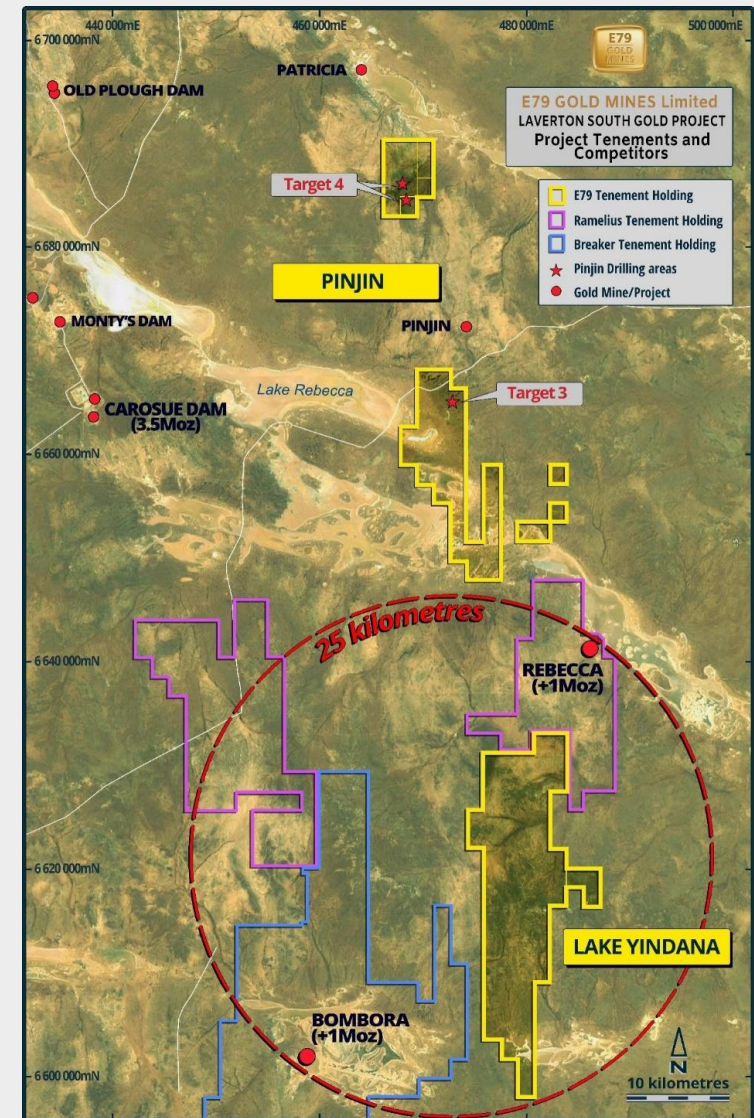 440 000mE
460 000mE
480 000mE
500 000mE
6 700 000mN
E79
GOLD
MINES
PATRICIA
OLD PLOUGH DAM
E79 GOLD MINES Limited
LAVERTON SOUTH GOLD PROJECT
Project Tenements and
Competitors
Target 4
E79 Tenement Holding
Ramelius Tenement Holding
Breaker Tenement Holding
Pinjin Drilling areas
Gold Mine/Project
6 680 000mN
PINJIN
MONTY'S DAM
PINJIN
Lake Rebecca
Target 3
CAROSUE DAM
(3.5Moz)
6 660 000mN
25 kilometres
6 640 000mN
REBECCA
(+1Moz)
6 620 000mN
LAKE YINDANA
BOMBORA
(+1Moz)
N
6 600 000mN
10 kilometres